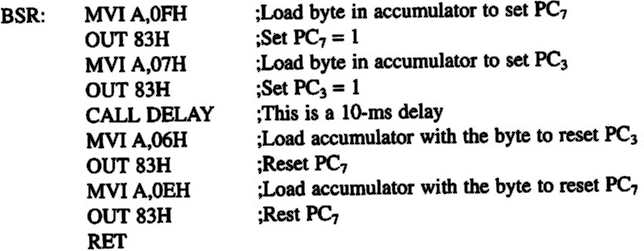 BSR: MVI A,0FH ;Load byte in accumulator to set PC₇
OUT 83H ;Set PC₇ = 1
MVI A,07H ;Load byte in accumulator to set PC₃
OUT 83H ;Set PC₃ = 1
CALL DELAY ;This is a 10-ms delay
MVI A,06H ;Load accumulator with the byte to reset PC₃
OUT 83H ;Reset PC₇
MVI A,0EH ;Load accumulator with the byte to reset PC₇
OUT 83H ;Rest PC₇
RET